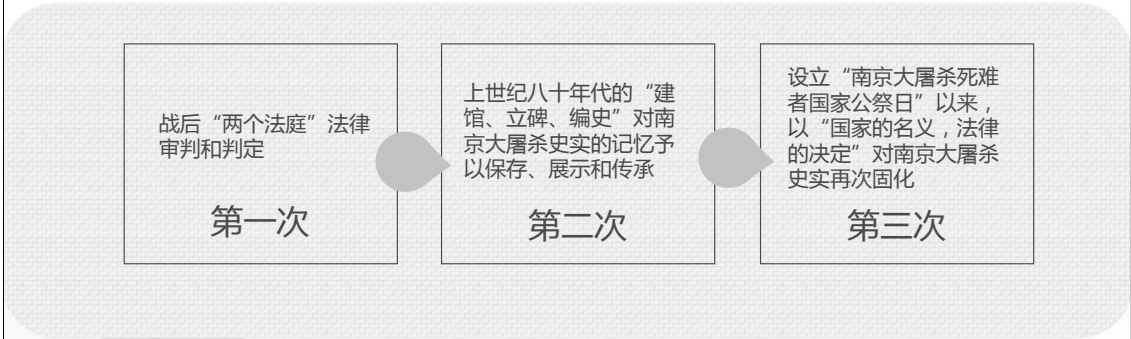 战后“两个法庭”法律
审判和判定
第一次
上世纪八十年代的“建
馆、立碑、编史”对南
京大屠杀史实的记忆予
以保存、展示和传承
第二次
设立“南京大屠杀死难
者国家公祭日”以来，
以“国家的名义，法律
的决定”对南京大屠杀
史实再次固化
第三次